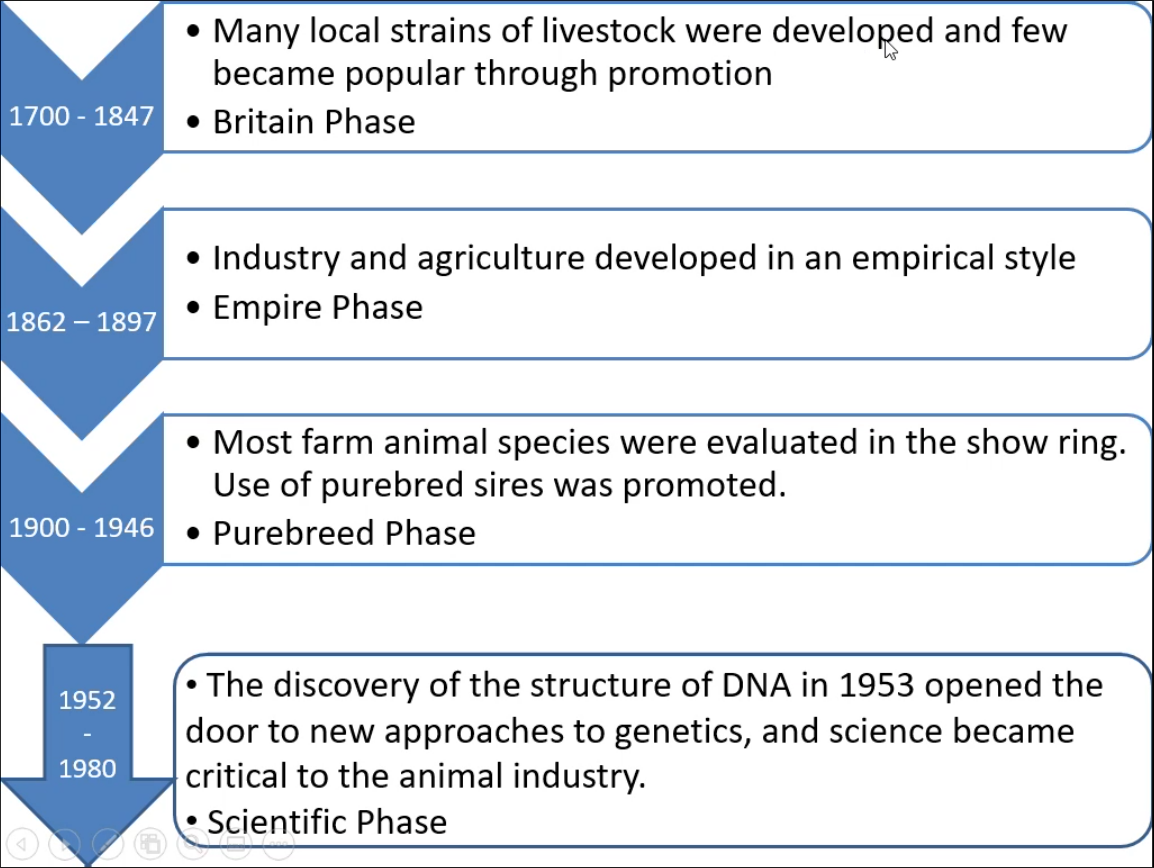 1700 - 1847
• Many local strains of livestock were developed and few
became popular through promotion
• Britain Phase
1862 – 1897
• Industry and agriculture developed in an empirical style
• Empire Phase
1900 - 1946
• Most farm animal species were evaluated in the show ring.
Use of purebred sires was promoted.
• Purebreed Phase
1952
-
1980
• The discovery of the structure of DNA in 1953 opened the
door to new approaches to genetics, and science became
critical to the animal industry.
• Scientific Phase